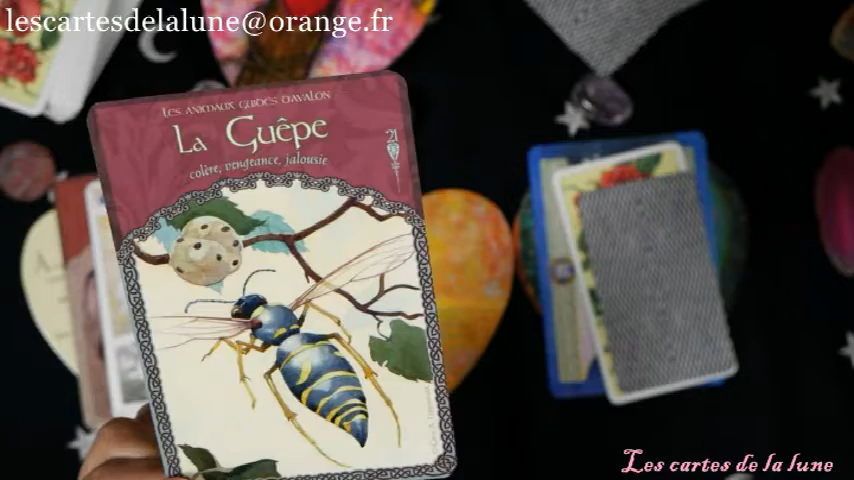 lescartesdelalune@orange.fr
LES ANIMAUX GUIDES D'AVALON
La Guêpe
colère, vengeance, jalousie
21
Les cartes de la lune